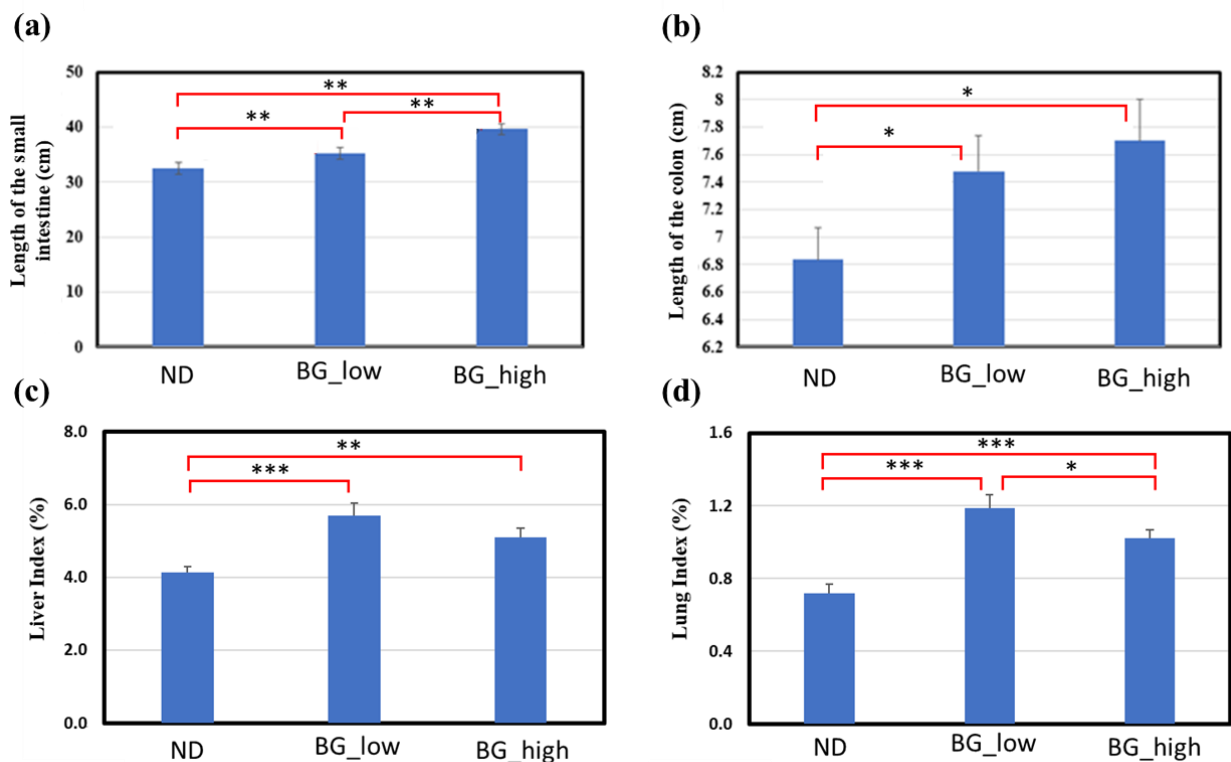 (a)
Length of the small
intestine (cm)
50
40
30
20
10
0
**
**
**
ND
BG_low
BG_high
(b)
Length of the colon (cm)
8.2
8
7.8
7.6
7.4
7.2
7
6.8
6.6
6.4
6.2
*
*
ND
BG_low
BG_high
(c)
Liver Index (%)
8.0
6.0
4.0
2.0
0.0
**
***
ND
BG_low
BG_high
(d)
Lung Index (%)
1.6
1.2
0.8
0.4
0.0
***
***
*
ND
BG_low
BG_high